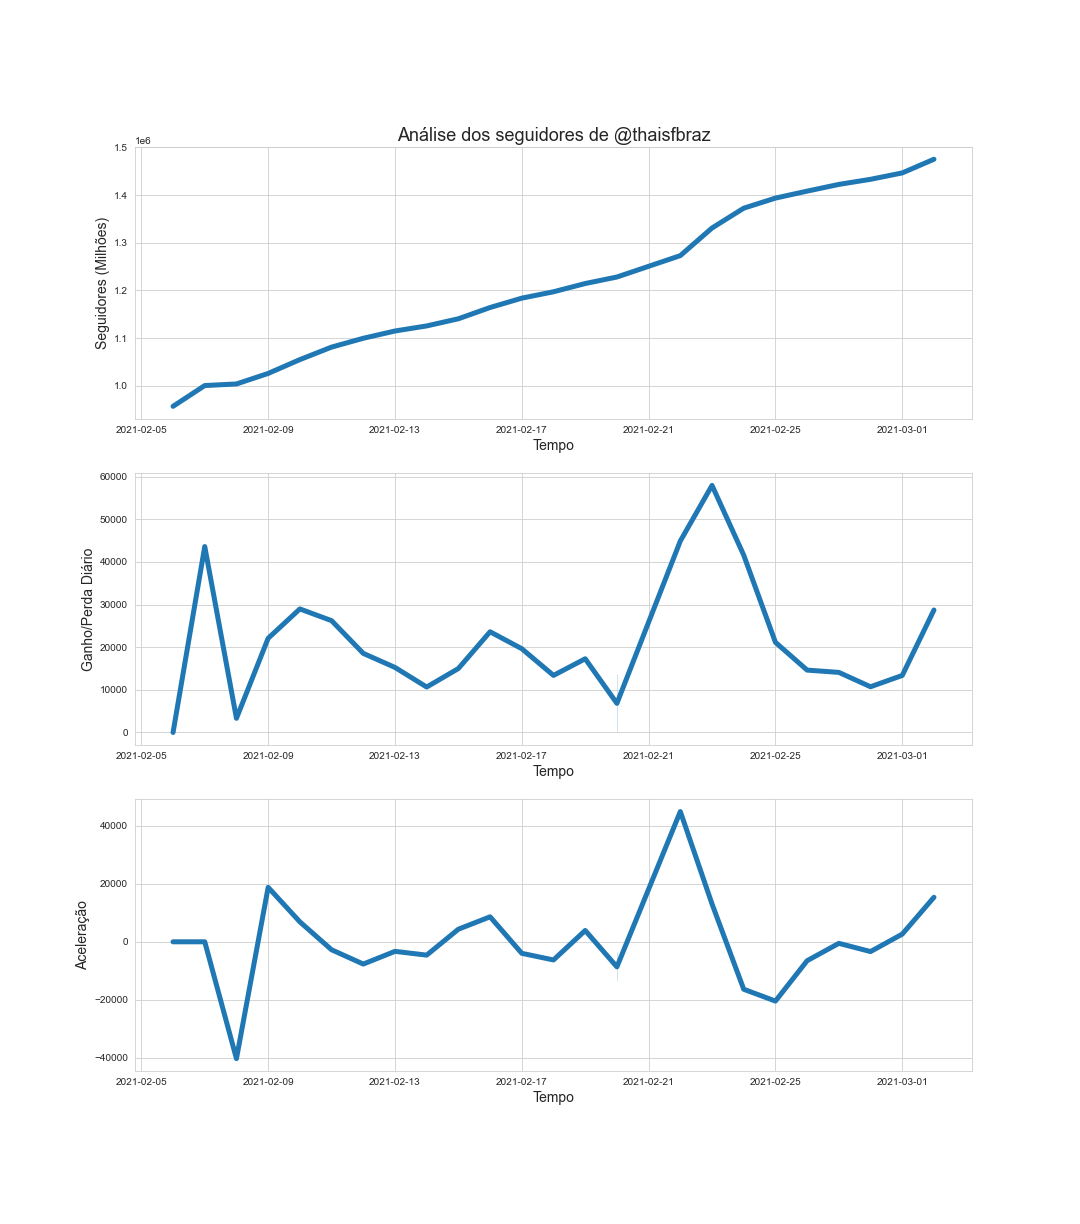 Análise dos seguidores de @thaisfbraz
1e6
1.5
1.4
1.3
1.2
1.1
1.0
Seguidores (Milhões)
2021-02-05 2021-02-09 2021-02-13 2021-02-17 2021-02-21 2021-02-25 2021-03-01
Tempo
60000
50000
40000
30000
20000
10000
0
Ganho/Perda Diário
2021-02-05 2021-02-09 2021-02-13 2021-02-17 2021-02-21 2021-02-25 2021-03-01
Tempo
40000
20000
0
−20000
−40000
Aceleração
2021-02-05 2021-02-09 2021-02-13 2021-02-17 2021-02-21 2021-02-25 2021-03-01
Tempo